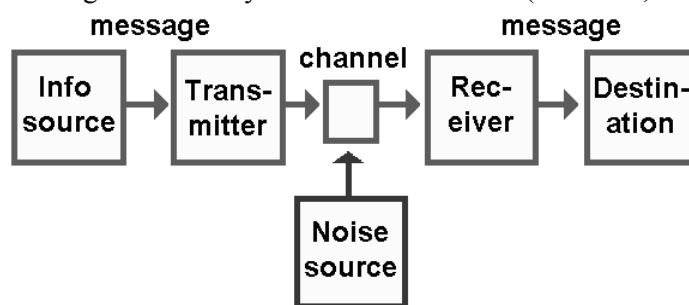 message
message
channel
Info
source
Trans-
mitter
Rec-
eiver
Destin-
ation
Noise
source